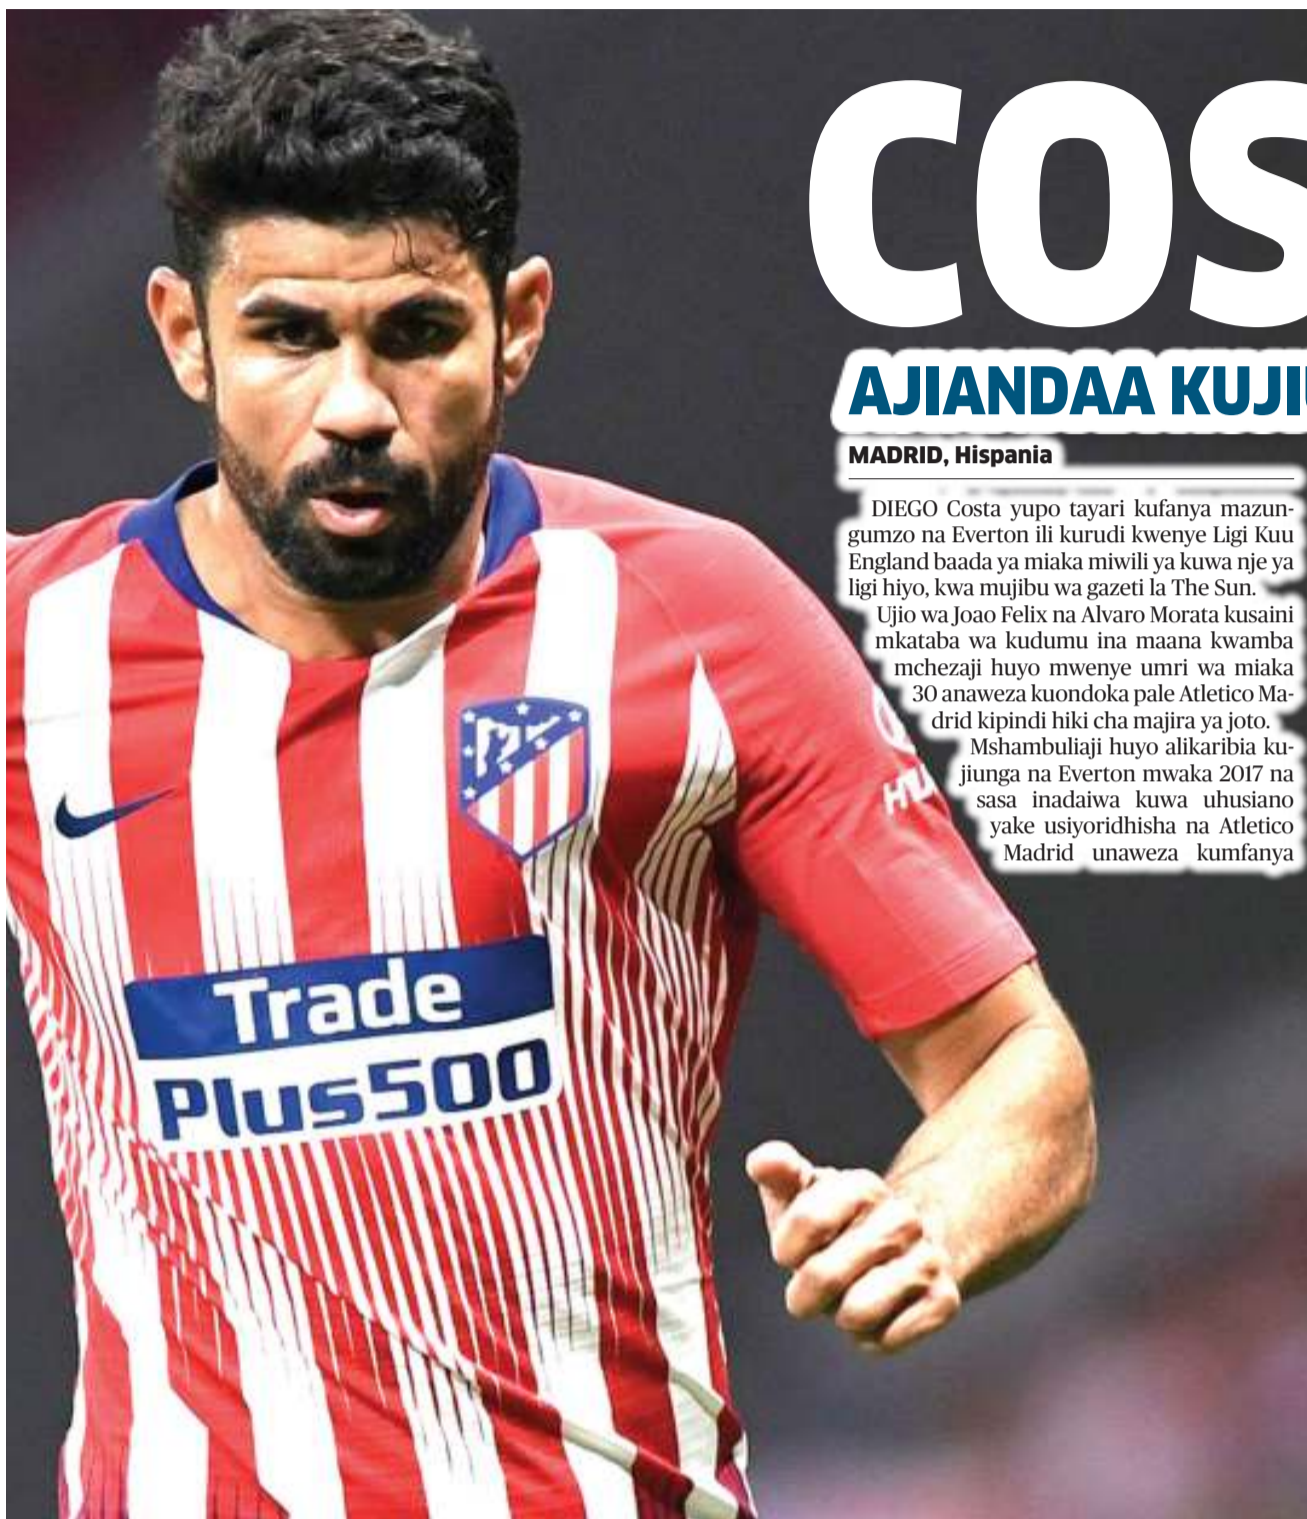 COS
AJIANDAA KUJI
MADRID, Hispania
DIEGO Costa yupo tayari kufanya mazun-
gumzo na Everton ili kurudi kwenye Ligi Kuu
England baada ya miaka miwili ya kuwa nje ya
ligi hiyo, kwa mujibu wa gazeti la The Sun.
Ujio wa Joao Felix na Alvaro Morata kusaini
mkataba wa kudumu ina maana kwamba
mchezaji huyo mwenye umri wa miaka
30 anaweza kuondoka pale Atletico Ma-
drid kipindi hiki cha majira ya joto.
Mshambuliaji huyo alikaribia ku-
jiunga na Everton mwaka 2017 na
sasa inadaiwa kuwa uhusiano
yake usiyoridhisha na Atletico
Madrid unaweza kumfanya
Trade
Plus500